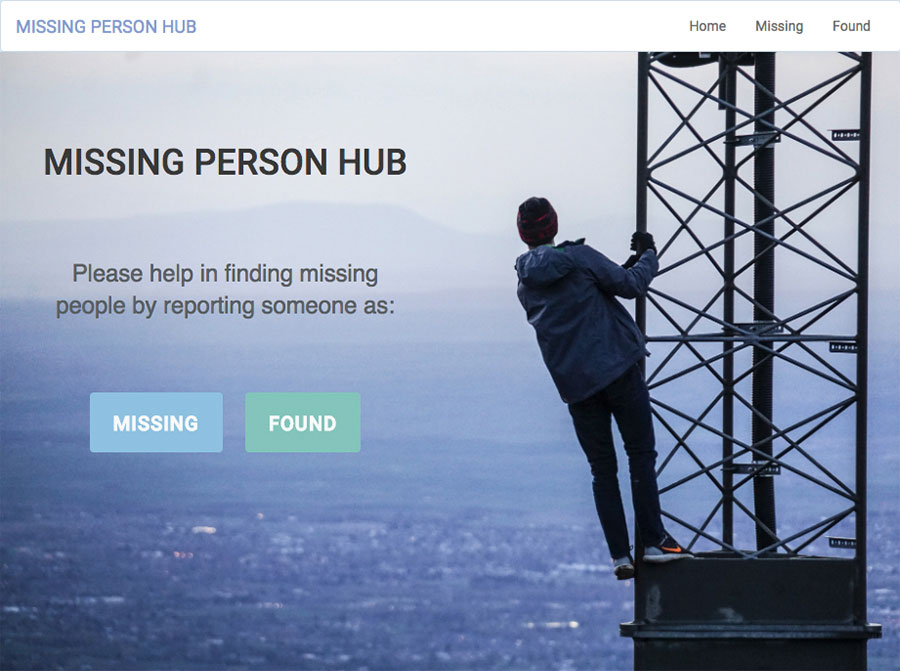 MISSING PERSON HUB
Home Missing Found
MISSING PERSON HUB
Please help in finding missing
people by reporting someone as:
MISSING FOUND